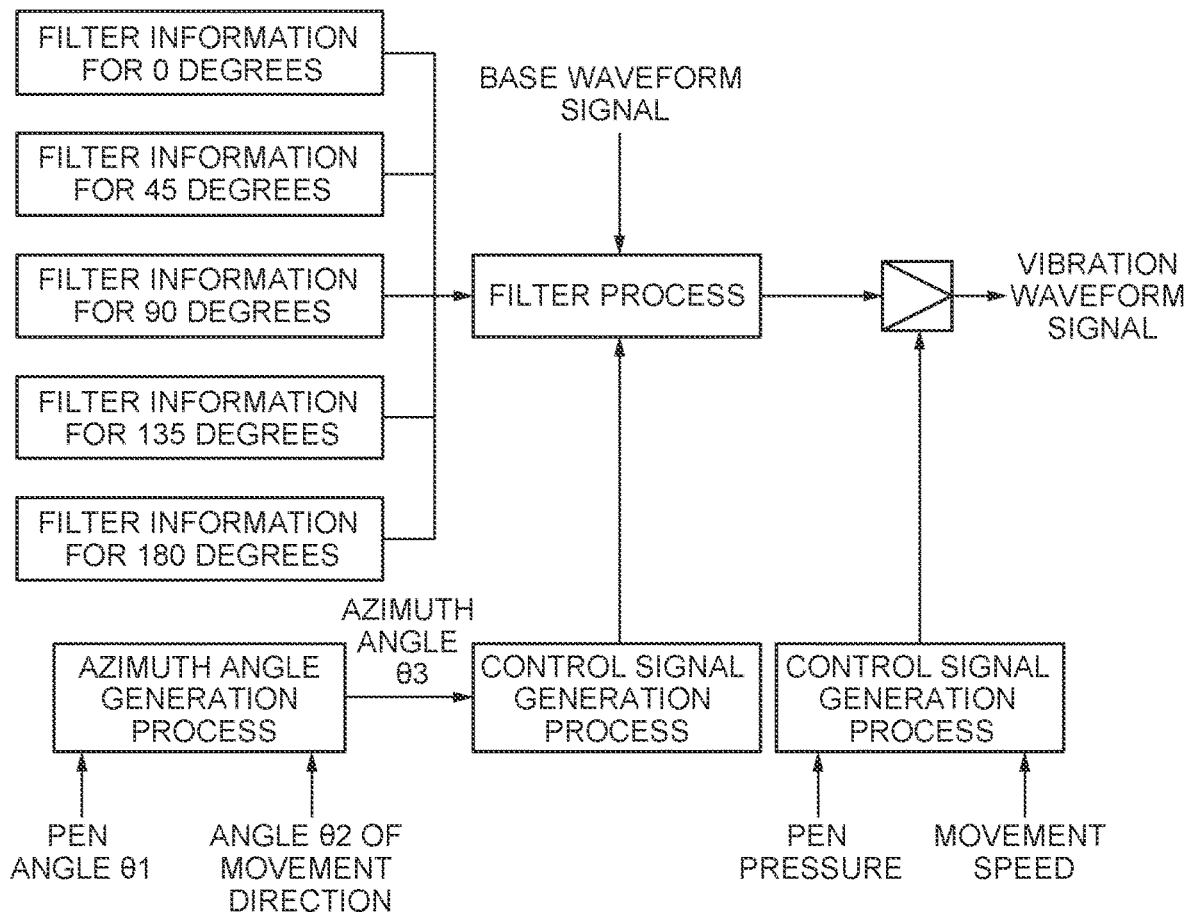 FILTER INFORMATION
FOR 0 DEGREES
BASE WAVEFORM
SIGNAL
FILTER INFORMATION
FOR 45 DEGREES
FILTER INFORMATION
FOR 90 DEGREES
FILTER PROCESS
VIBRATION
WAVEFORM
SIGNAL
FILTER INFORMATION
FOR 135 DEGREES
FILTER INFORMATION
FOR 180 DEGREES
AZIMUTH ANGLE
GENERATION
PROCESS
AZIMUTH
ANGLE
θ3
CONTROL SIGNAL
GENERATION
PROCESS
CONTROL SIGNAL
GENERATION
PROCESS
PEN
ANGLE θ1
ANGLE θ2 OF
MOVEMENT
DIRECTION
PEN
PRESSURE
MOVEMENT
SPEED